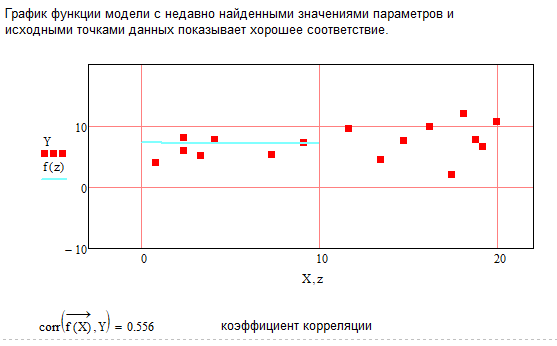 График функции модели с недавно найденными значениями параметров и
исходными точками данных показывает хорошее соответствие.
10
Y
f(z)
0
−10
0
10
20
X,z
corr(f(X),Y) = 0.556
коэффициент корреляции